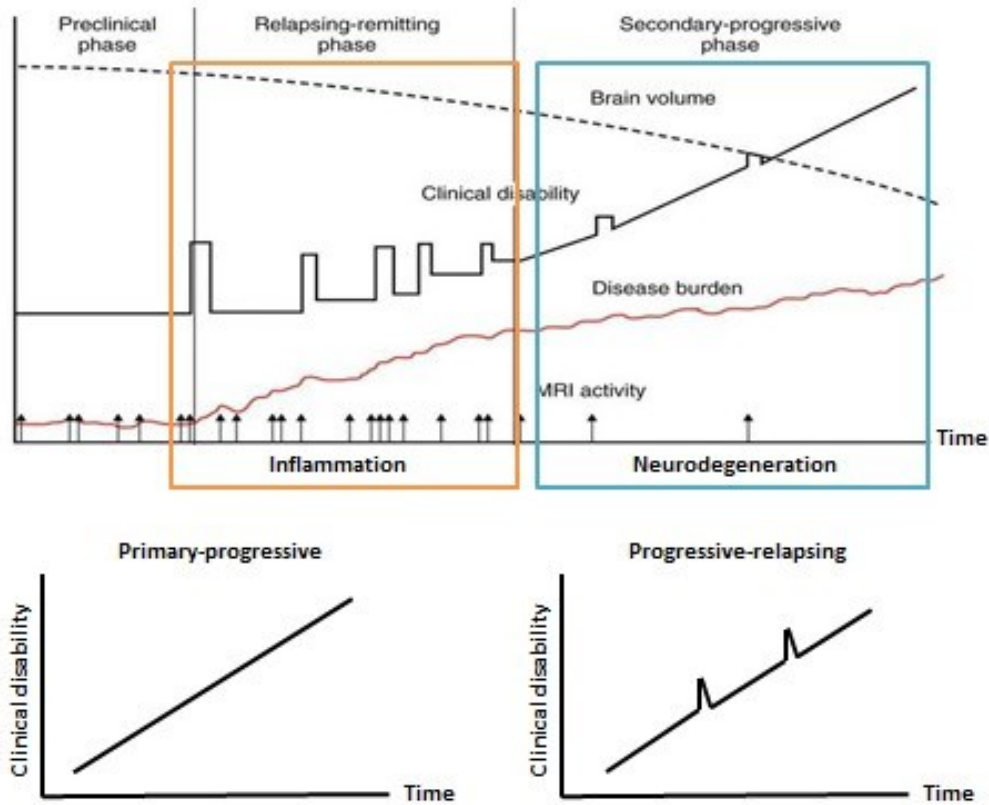 Preclinical
phase
Relapsing-remitting
phase
Secondary-progressive
phase
Brain volume
Clinical disability
Disease burden
MRI activity
Time
Inflammation
Neurodegeneration
Primary-progressive
Clinical disability
Time
Progressive-relapsing
Clinical disability
Time